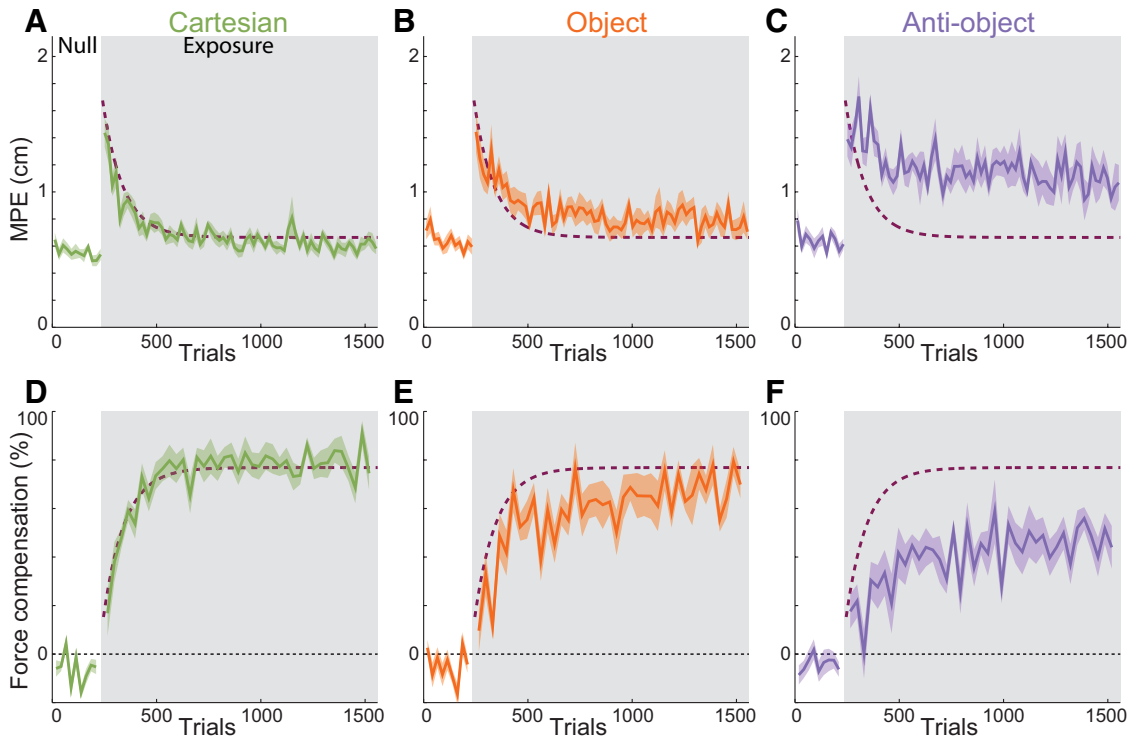 A Cartesian
B Object
C Anti-object
Null Exposure
MPE (cm)
2
1
0
0 500 1000 1500
Trials
2
1
0
0 500 1000 1500
Trials
2
1
0
0 500 1000 1500
Trials
D
E
F
Force compensation (%)
100
0
0 500 1000 1500
Trials
100
0
0 500 1000 1500
Trials
100
0
0 500 1000 1500
Trials